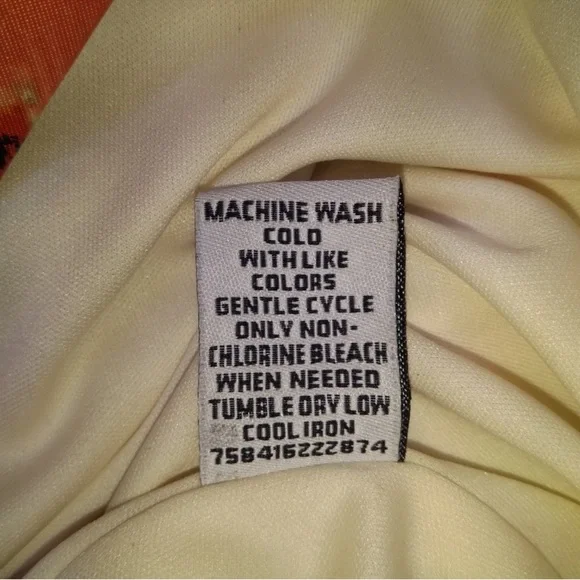 MACHINE WASH
COLD
WITH LIKE
COLORS
GENTLE CYCLE
ONLY NON-
CHLORINE BLEACH
WHEN NEEDED
TUMBLE DRY LOW
COOL IRON
758416222874